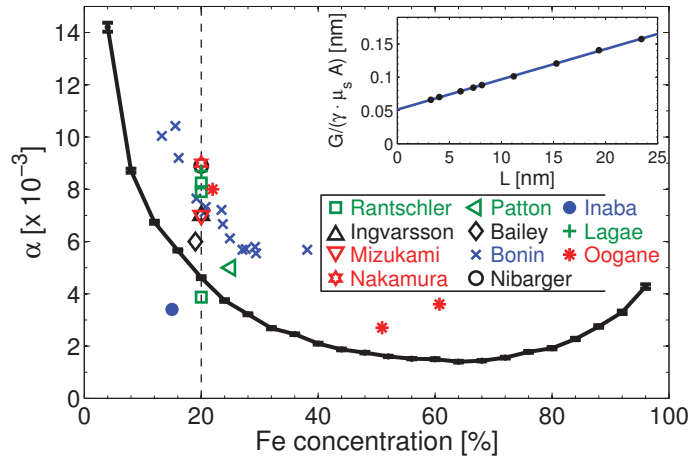 14
12
10
8
6
4
2
0
α [x 10⁻³]
0
20
40
60
80
100
Fe concentration [%]
0.15
0.1
0.05
0
G/(γ · μₛ A) [nm]
0
5
10
15
20
25
L [nm]
Rantschler
Patton
Inaba
Ingvarsson
Bailey
Lagae
Mizukami
Bonin
Oogane
Nakamura
Nibarger